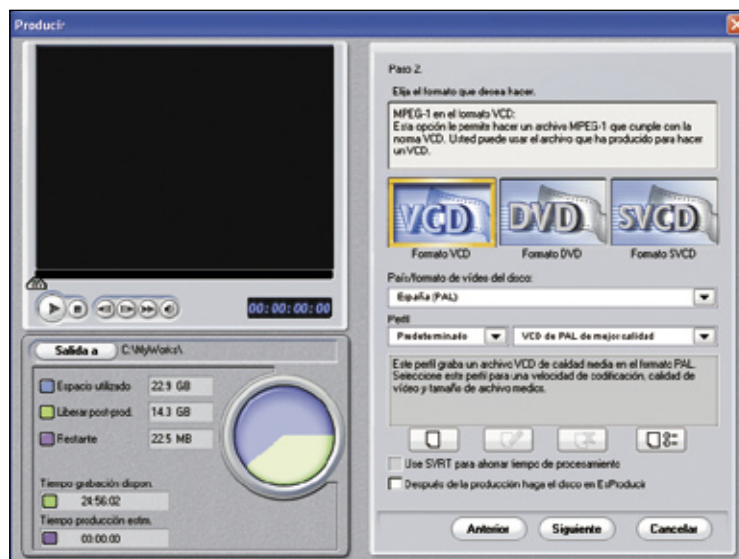 Producir
Paso 2.
Elija el formato que desea hacer.
MPEG-1 en el formato VCD:
Esta opción le permite hacer un archivo MPEG-1 que cumple con la
norma VCD. Usted puede usar el archivo que ha producido para hacer
un VCD.
VCD
DVD
SVCD
Formato VCD
Formato DVD
Formato SVCD
País/formato de vídeo del disco:
España (PAL)
Perfil
Predeterminado
VCD de PAL de mejor calidad
Este perfil graba un archivo VCD de calidad media en el formato PAL.
Seleccione este perfil para una velocidad de codificación, calidad de
vídeo y tamaño de archivo medios.
Use SVRT para ahorrar tiempo de procesamiento
Después de la producción haga el disco en EsProducir
Anterior
Siguiente
Cancelar
00:00:00:00
Salida a
C:\MyWorks\
Espacio utilizado
22.9 GB
Liberar post-prod.
14.3 GB
Restante
22.5 MB
Tiempo grabación dispon.
24:56:02
Tiempo producción estim.
00:00:00